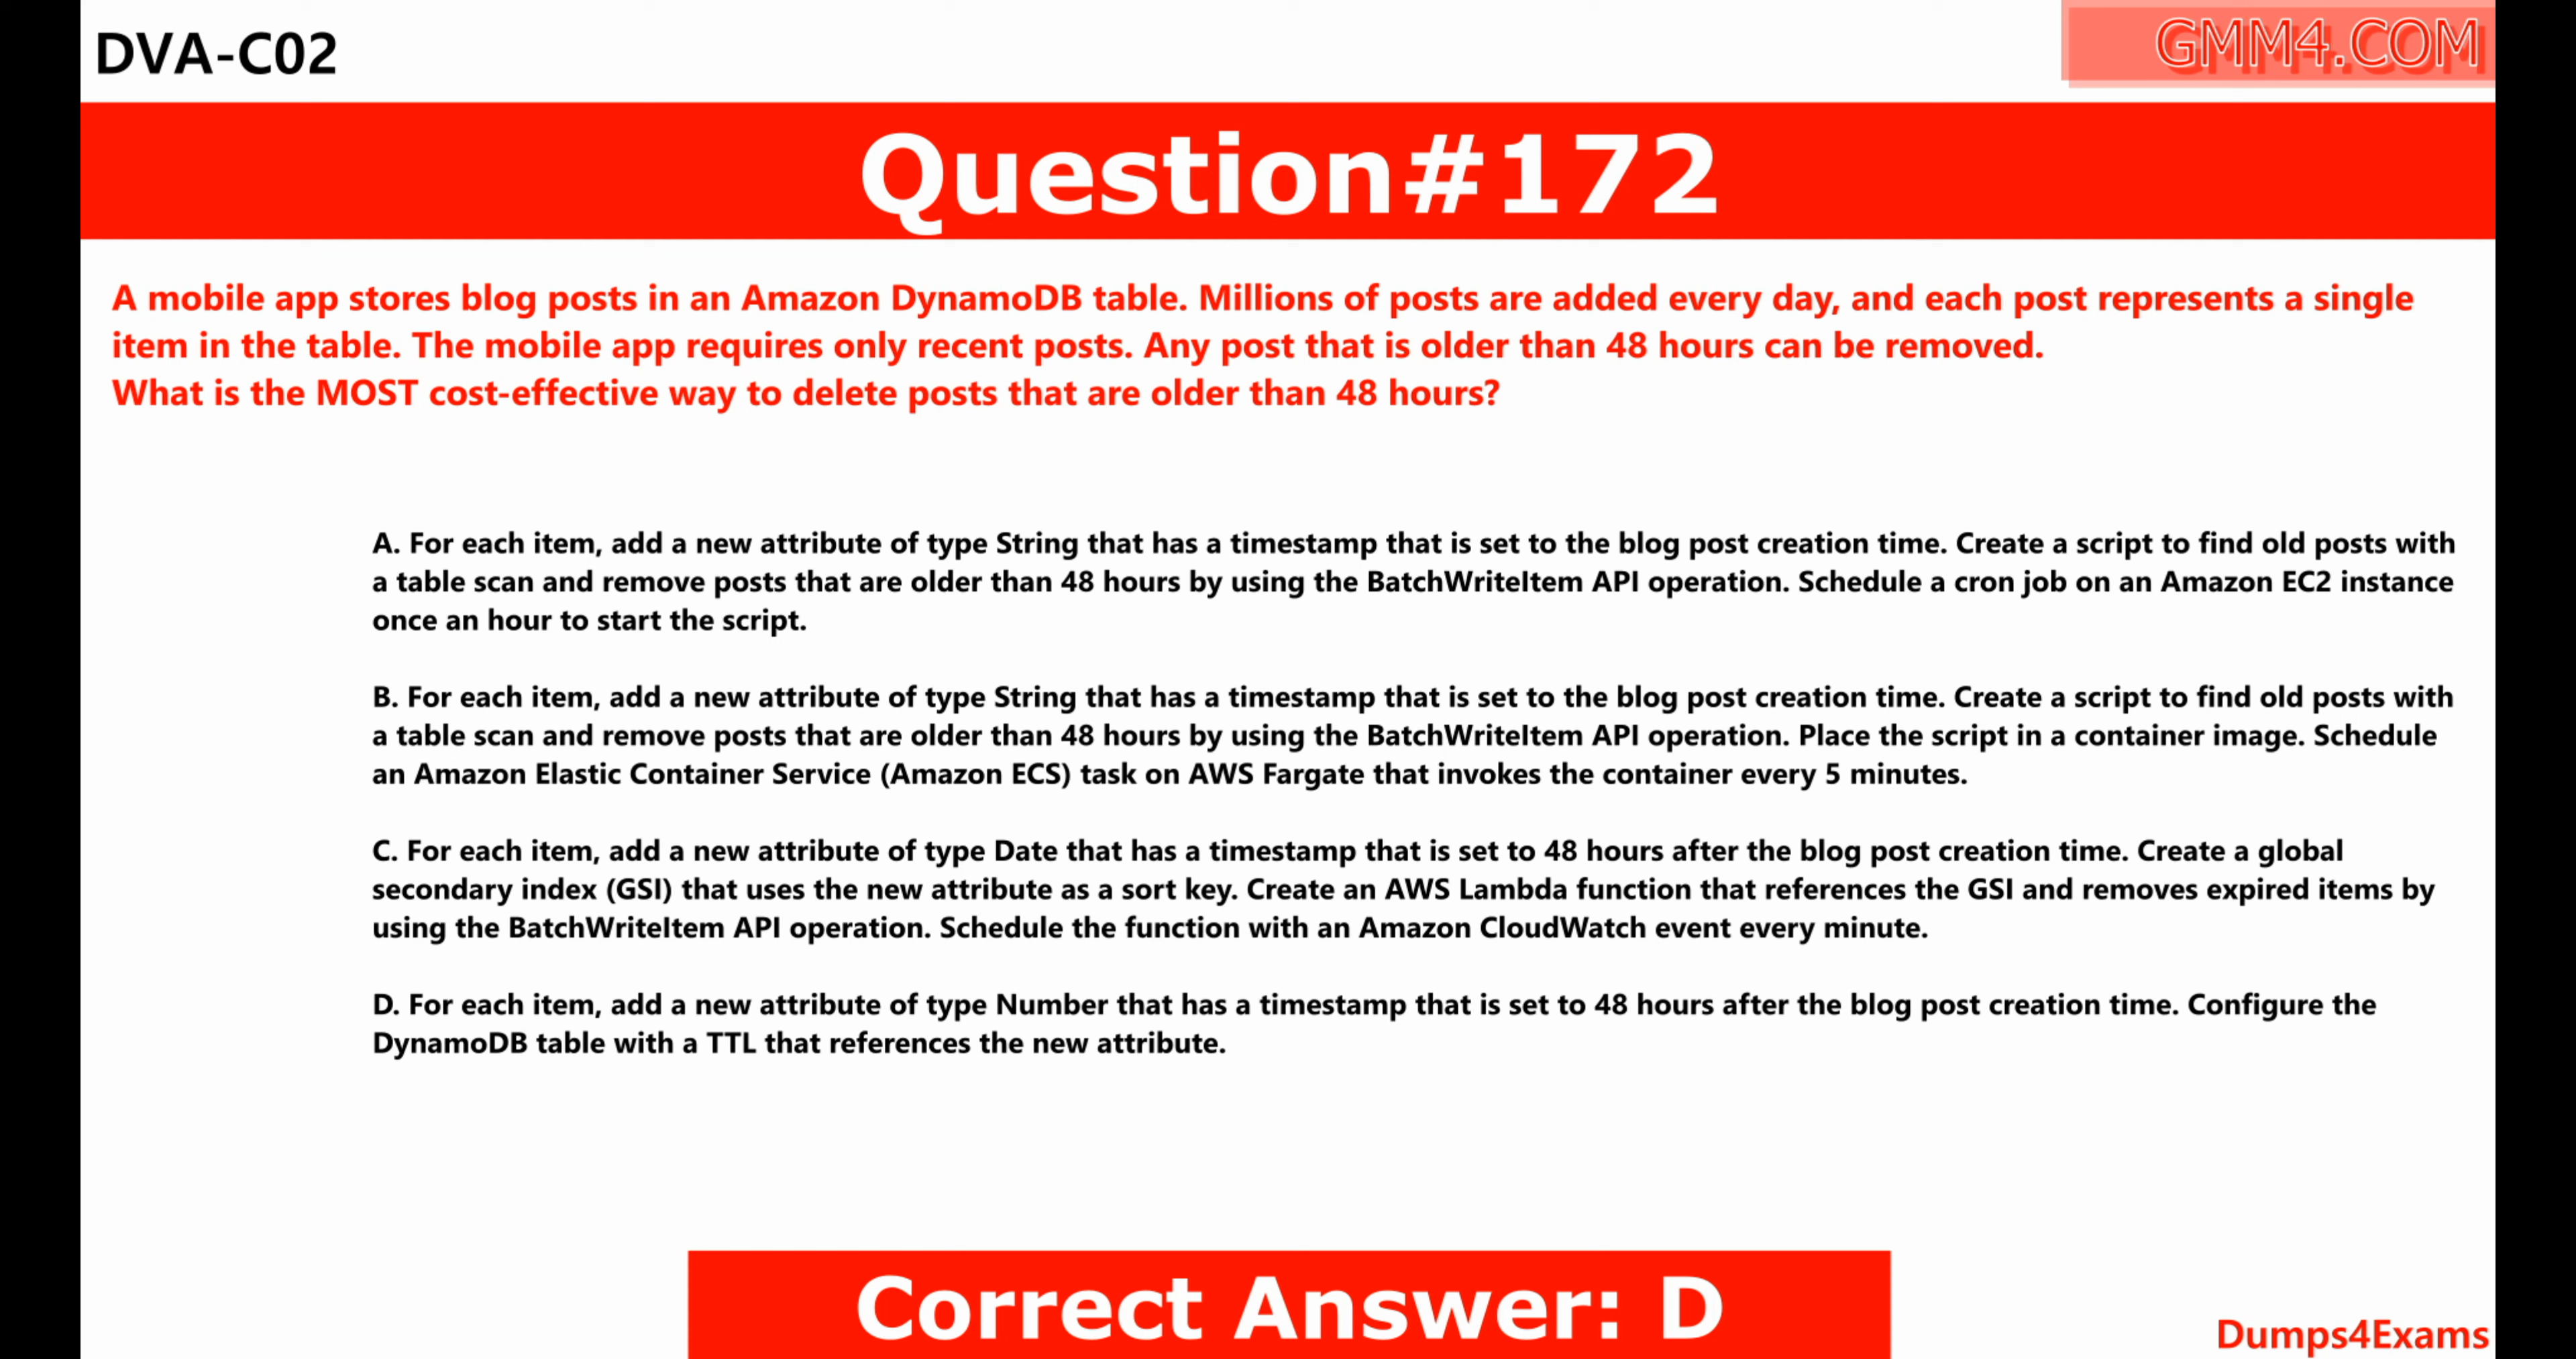 DVA-C02
GMM4.COM
Question#172
A mobile app stores blog posts in an Amazon DynamoDB table. Millions of posts are added every day, and each post represents a single
item in the table. The mobile app requires only recent posts. Any post that is older than 48 hours can be removed.
What is the MOST cost-effective way to delete posts that are older than 48 hours?
A. For each item, add a new attribute of type String that has a timestamp that is set to the blog post creation time. Create a script to find old posts with
a table scan and remove posts that are older than 48 hours by using the BatchWriteItem API operation. Schedule a cron job on an Amazon EC2 instance
once an hour to start the script.
B. For each item, add a new attribute of type String that has a timestamp that is set to the blog post creation time. Create a script to find old posts with
a table scan and remove posts that are older than 48 hours by using the BatchWriteItem API operation. Place the script in a container image. Schedule
an Amazon Elastic Container Service (Amazon ECS) task on AWS Fargate that invokes the container every 5 minutes.
C. For each item, add a new attribute of type Date that has a timestamp that is set to 48 hours after the blog post creation time. Create a global
secondary index (GSI) that uses the new attribute as a sort key. Create an AWS Lambda function that references the GSI and removes expired items by
using the BatchWriteItem API operation. Schedule the function with an Amazon CloudWatch event every minute.
D. For each item, add a new attribute of type Number that has a timestamp that is set to 48 hours after the blog post creation time. Configure the
DynamoDB table with a TTL that references the new attribute.
Correct Answer: D
Dumps4Exams